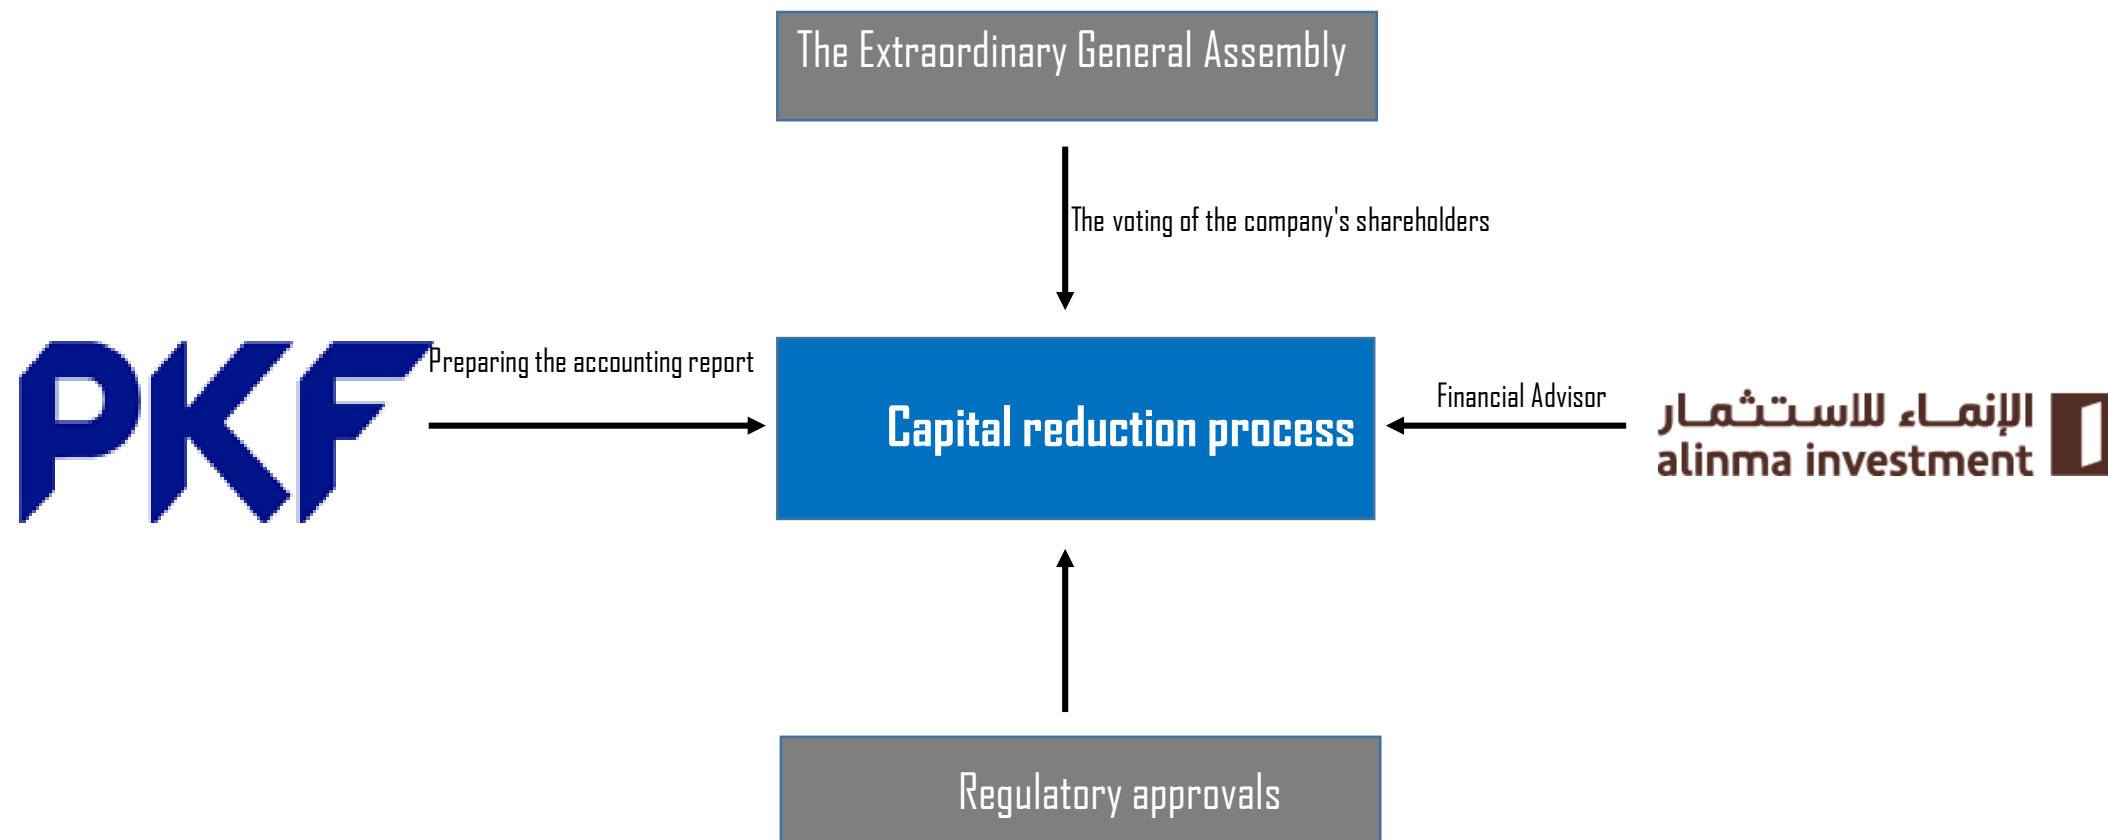 The Extraordinary General Assembly
The voting of the company's shareholders
PKF
Preparing the accounting report
Capital reduction process
Financial Advisor
الإنماء للاستثمار
alinma investment
Regulatory approvals